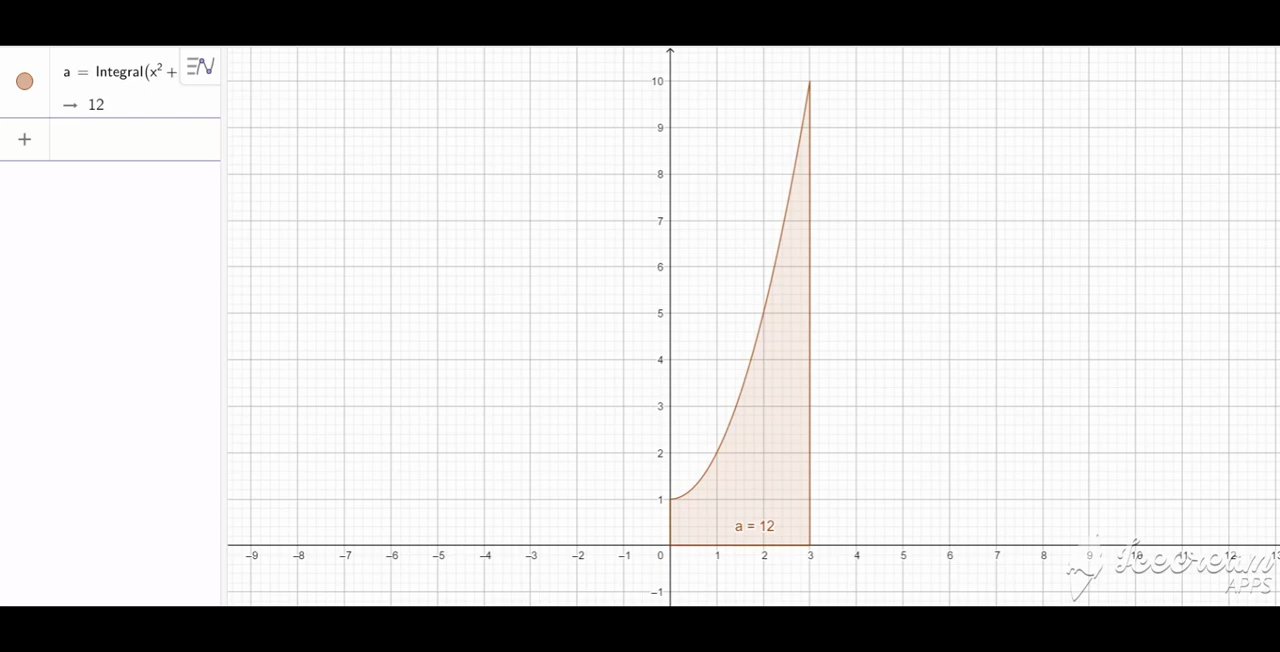 a = Integral(x² +
→ 12
+
10
9
8
7
6
5
4
3
2
1
a = 12
−9 −8 −7 −6 −5 −4 −3 −2 −1 0 1 2 3 4 5 6 7 8 9 10 11 12 13
−1
Icecream
APPS